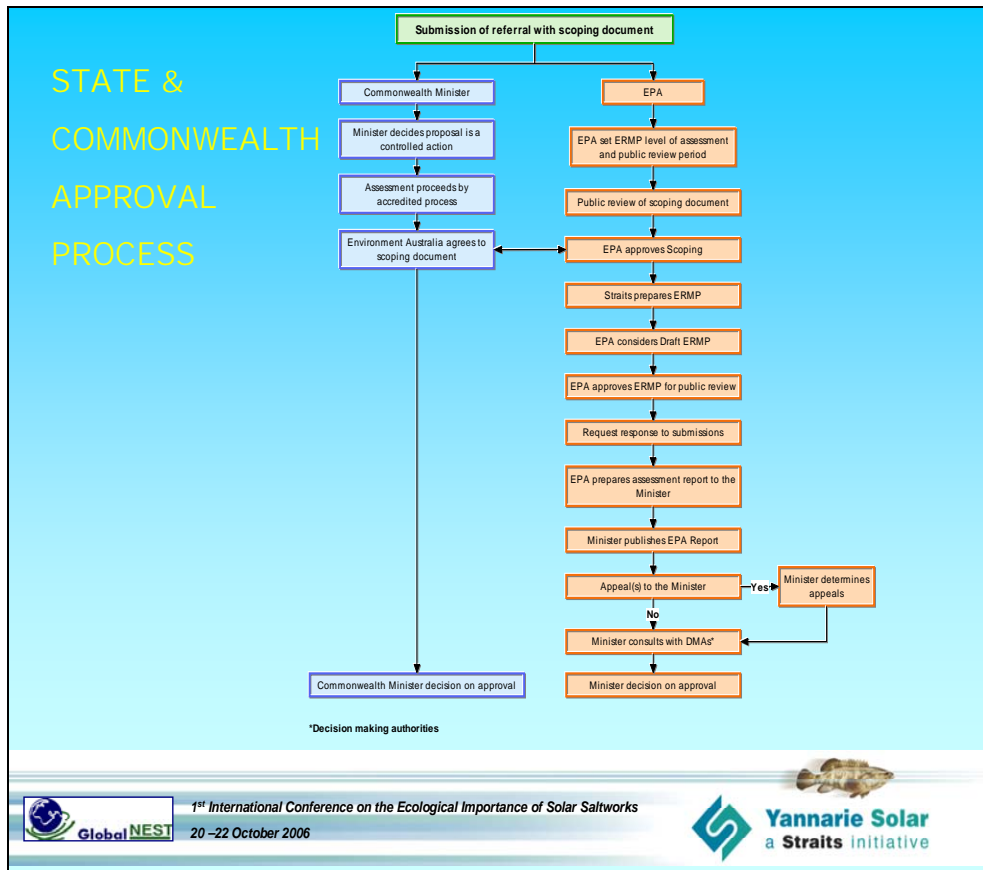 STATE &
COMMONWEALTH
APPROVAL
PROCESS
Submission of referral with scoping document
Commonwealth Minister
Minister decides proposal is a
controlled action
Assessment proceeds by
accredited process
Environment Australia agrees to
scoping document
Commonwealth Minister decision on approval
EPA
EPA set ERMP level of assessment
and public review period
Public review of scoping document
EPA approves Scoping
Straits prepares ERMP
EPA considers Draft ERMP
EPA approves ERMP for public review
Request response to submissions
EPA prepares assessment report to the
Minister
Minister publishes EPA Report
Appeal(s) to the Minister
Yes
Minister determines
appeals
No
Minister consults with DMAs*
Minister decision on approval
*Decision making authorities
Global NEST
1st International Conference on the Ecological Importance of Solar Saltworks
20 –22 October 2006
Yannarie Solar
a Straits initiative